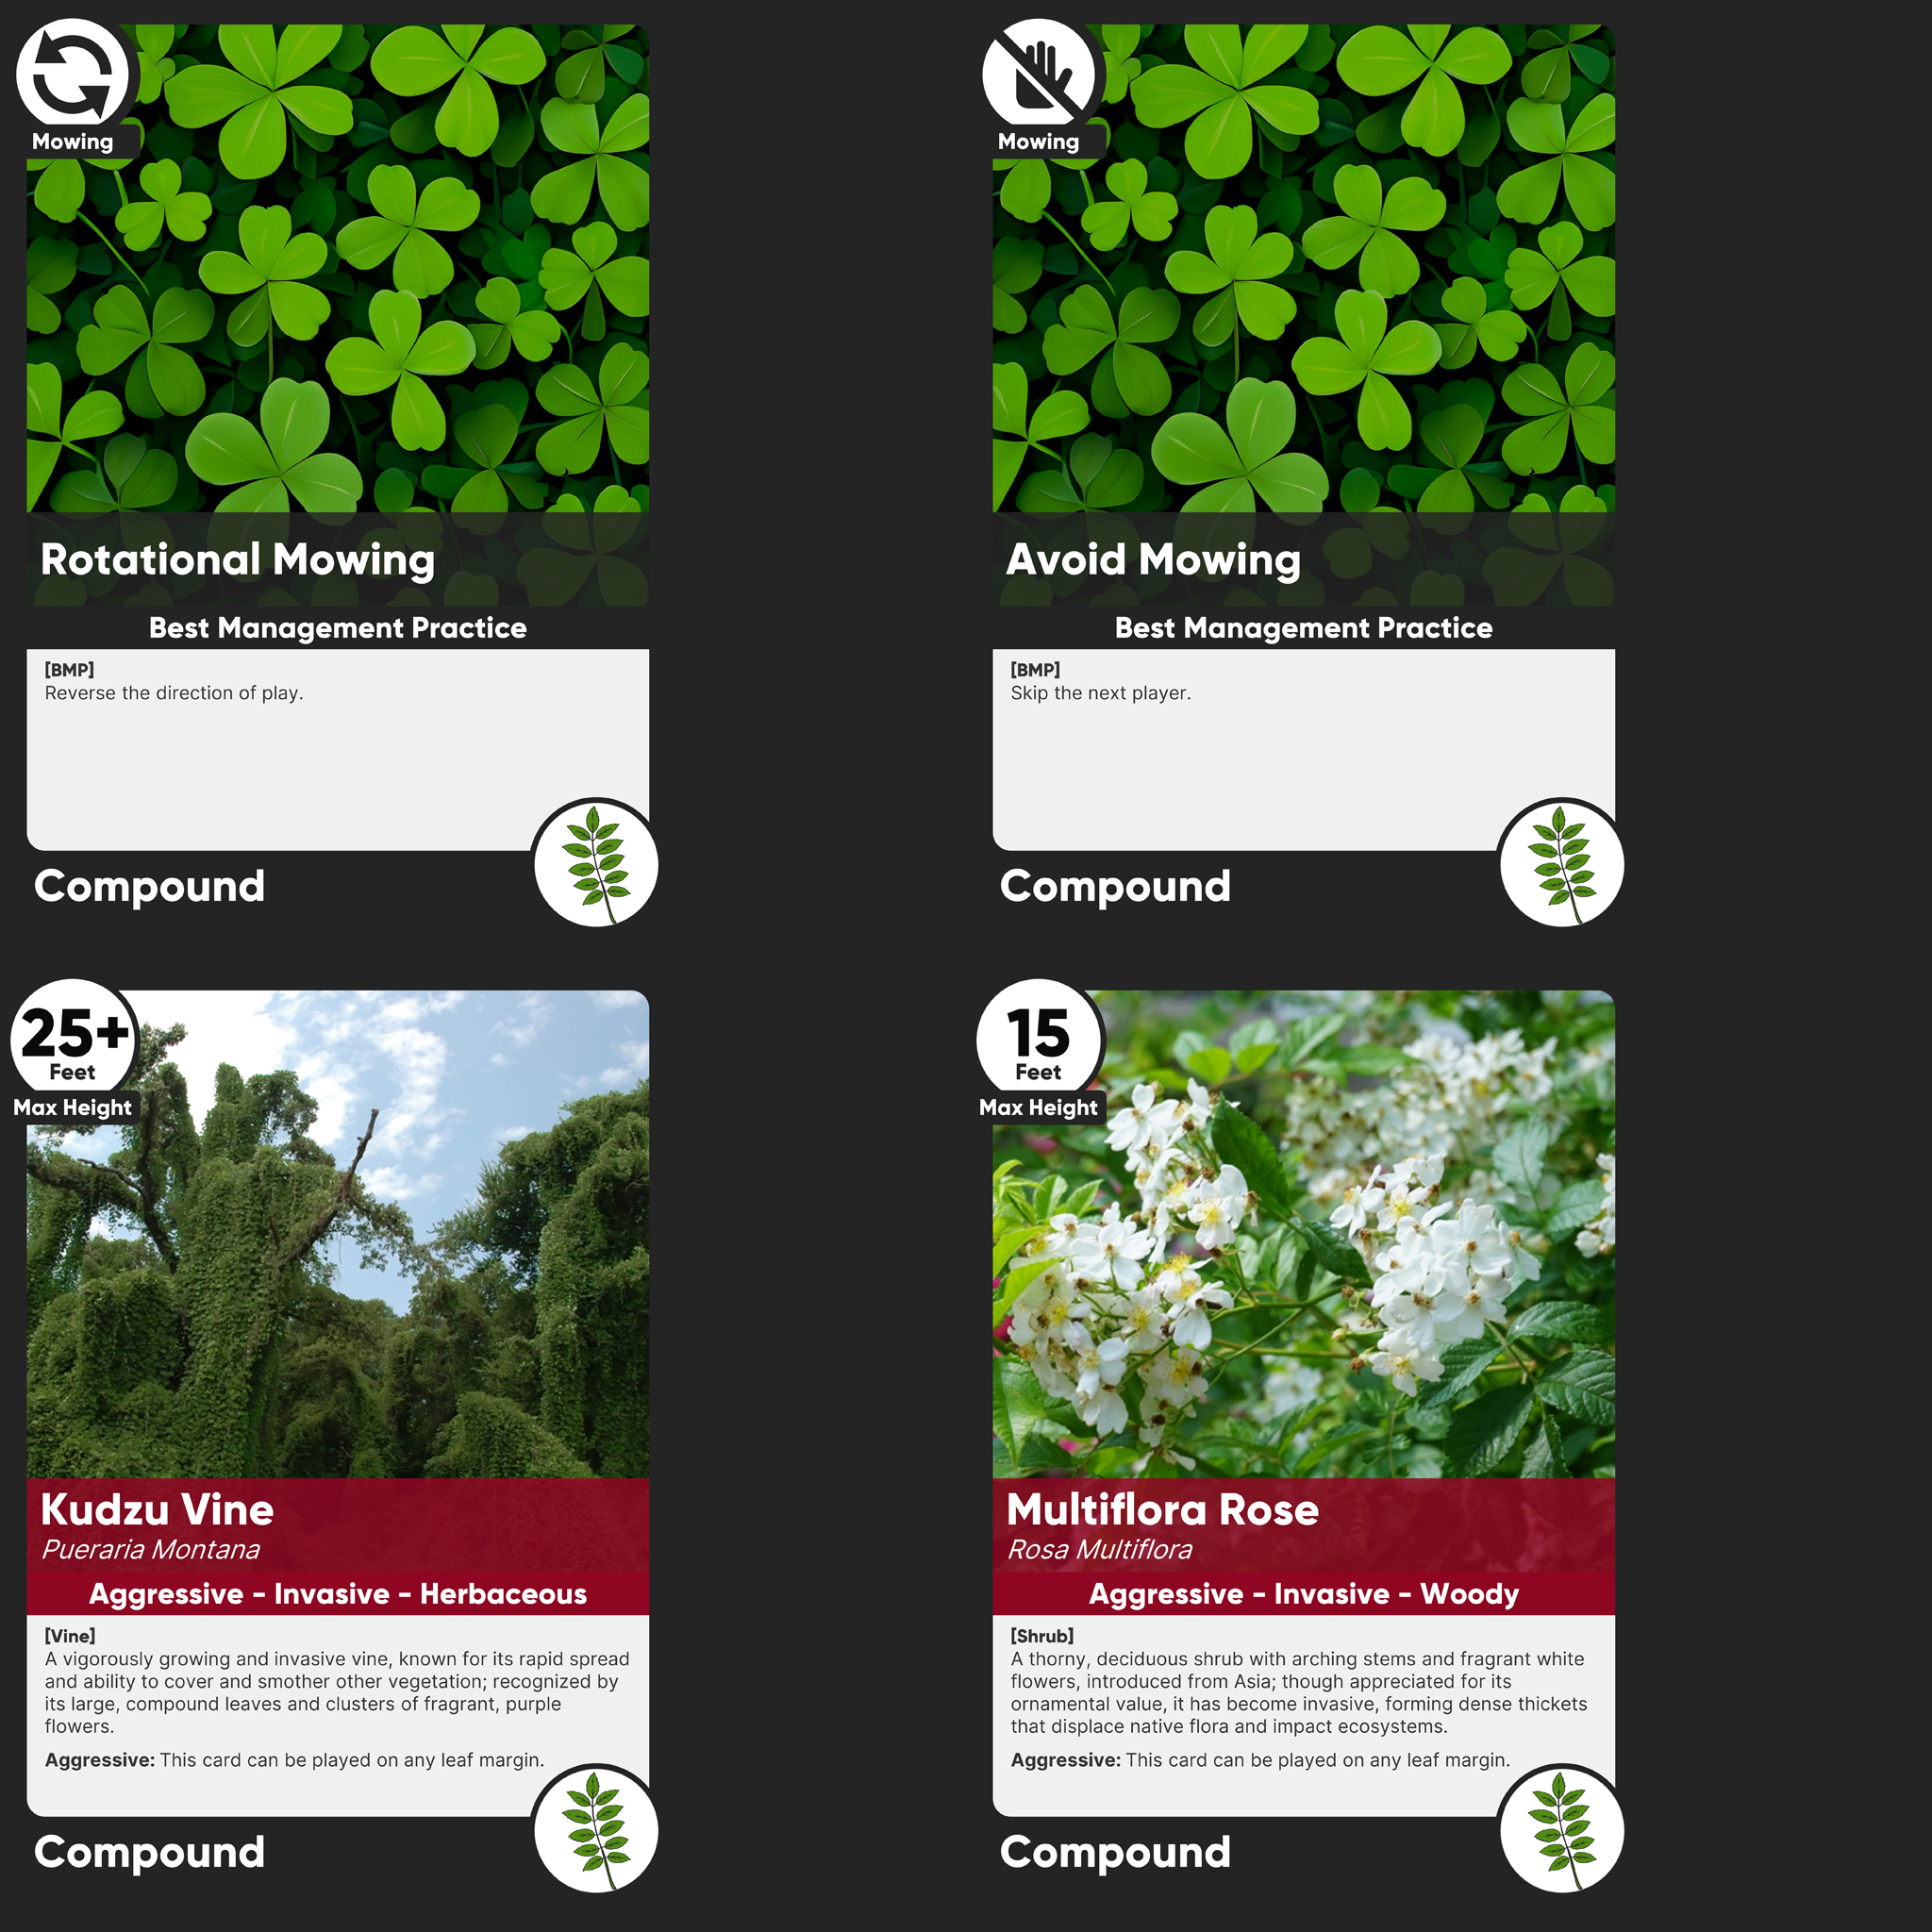 Mowing
Rotational Mowing
Best Management Practice
[BMP]
Reverse the direction of play.
Compound
Mowing
Avoid Mowing
Best Management Practice
[BMP]
Skip the next player.
Compound
25+
Feet
Max Height
Kudzu Vine
Pueraria Montana
Aggressive - Invasive - Herbaceous
[Vine]
A vigorously growing and invasive vine, known for its rapid spread
and ability to cover and smother other vegetation; recognized by
its large, compound leaves and clusters of fragrant, purple
flowers.
Aggressive: This card can be played on any leaf margin.
Compound
15
Feet
Max Height
Multiflora Rose
Rosa Multiflora
Aggressive - Invasive - Woody
[Shrub]
A thorny, deciduous shrub with arching stems and fragrant white
flowers, introduced from Asia; though appreciated for its
ornamental value, it has become invasive, forming dense thickets
that displace native flora and impact ecosystems.
Aggressive: This card can be played on any leaf margin.
Compound